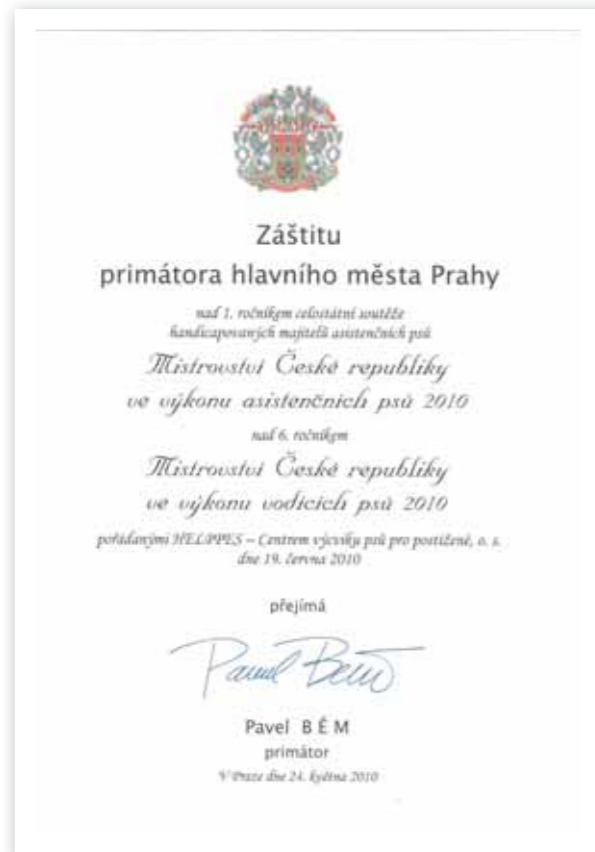 Záštitu
primátora hlavního města Prahy
nad 1. ročníkem celostátní soutěže
handicapovaných majitelů asistenčních psů
Mistrovství České republiky
ve výkonu asistenčních psů 2010
nad 6. ročníkem
Mistrovství České republiky
ve výkonu vodicích psů 2010
pořádanými HELPPES – Centrem výcviku psů pro postižené, o. s.
dne 19. června 2010
přejímá
Pavel Bém
Pavel BÉM
primátor
V Praze dne 24. května 2010